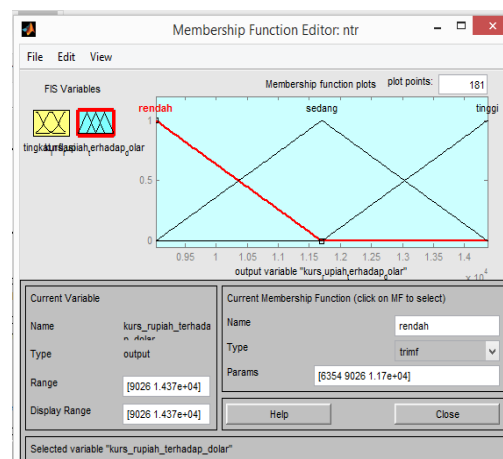 Membership Function Editor: ntr
File Edit View
FIS Variables
Membership function plots plot points: 181
rendah sedang tinggi
1
0.5
0
0.95 1 1.05 1.1 1.15 1.2 1.25 1.3 1.35 1.4
x 10⁴
output variable "kurs_rupiah_terhadap_dolar"
Current Variable
Name kurs_rupiah_terhadap_dolar
Type output
Range [9026 1.437e+04]
Display Range [9026 1.437e+04]
Current Membership Function (click on MF to select)
Name rendah
Type trimf
Params [6354 9026 1.17e+04]
Help Close
Selected variable "kurs_rupiah_terhadap_dolar"